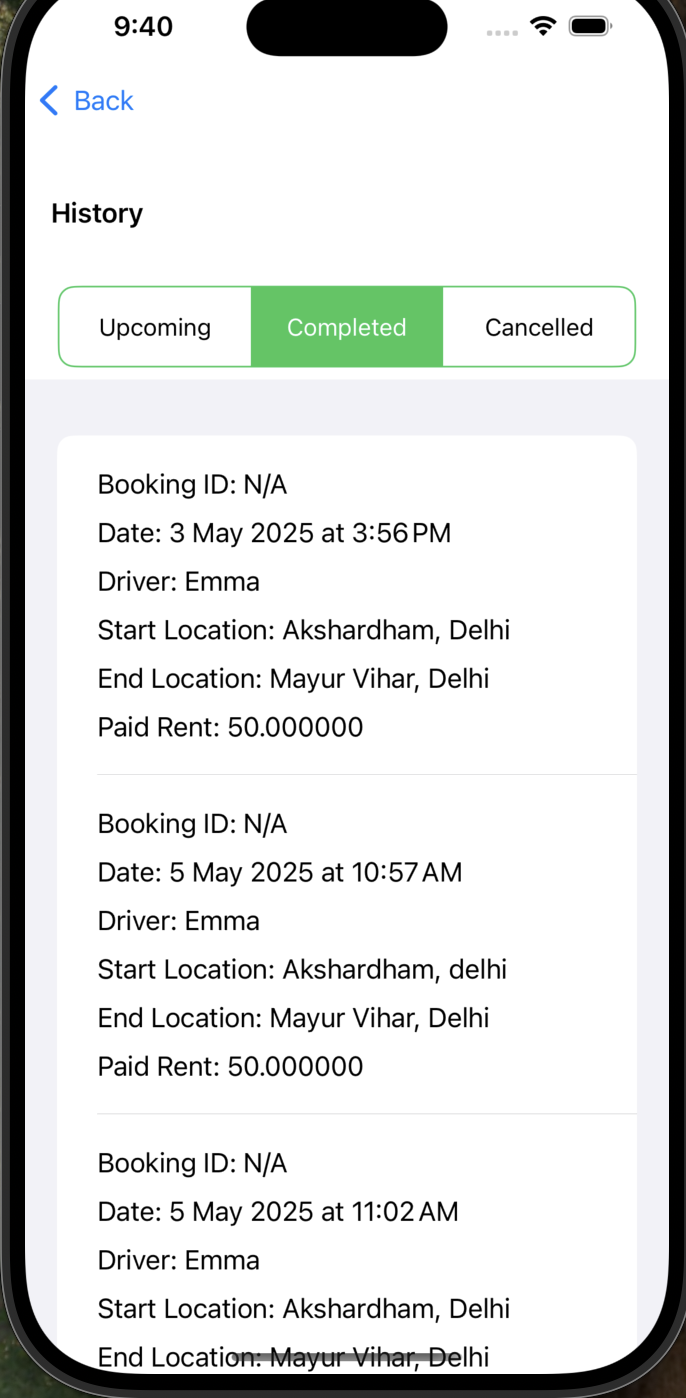 9:40
Back
History
Upcoming Completed Cancelled
Booking ID: N/A
Date: 3 May 2025 at 3:56 PM
Driver: Emma
Start Location: Akshardham, Delhi
End Location: Mayur Vihar, Delhi
Paid Rent: 50.000000
Booking ID: N/A
Date: 5 May 2025 at 10:57 AM
Driver: Emma
Start Location: Akshardham, delhi
End Location: Mayur Vihar, Delhi
Paid Rent: 50.000000
Booking ID: N/A
Date: 5 May 2025 at 11:02 AM
Driver: Emma
Start Location: Akshardham, Delhi
End Location: Mayur Vihar, Delhi